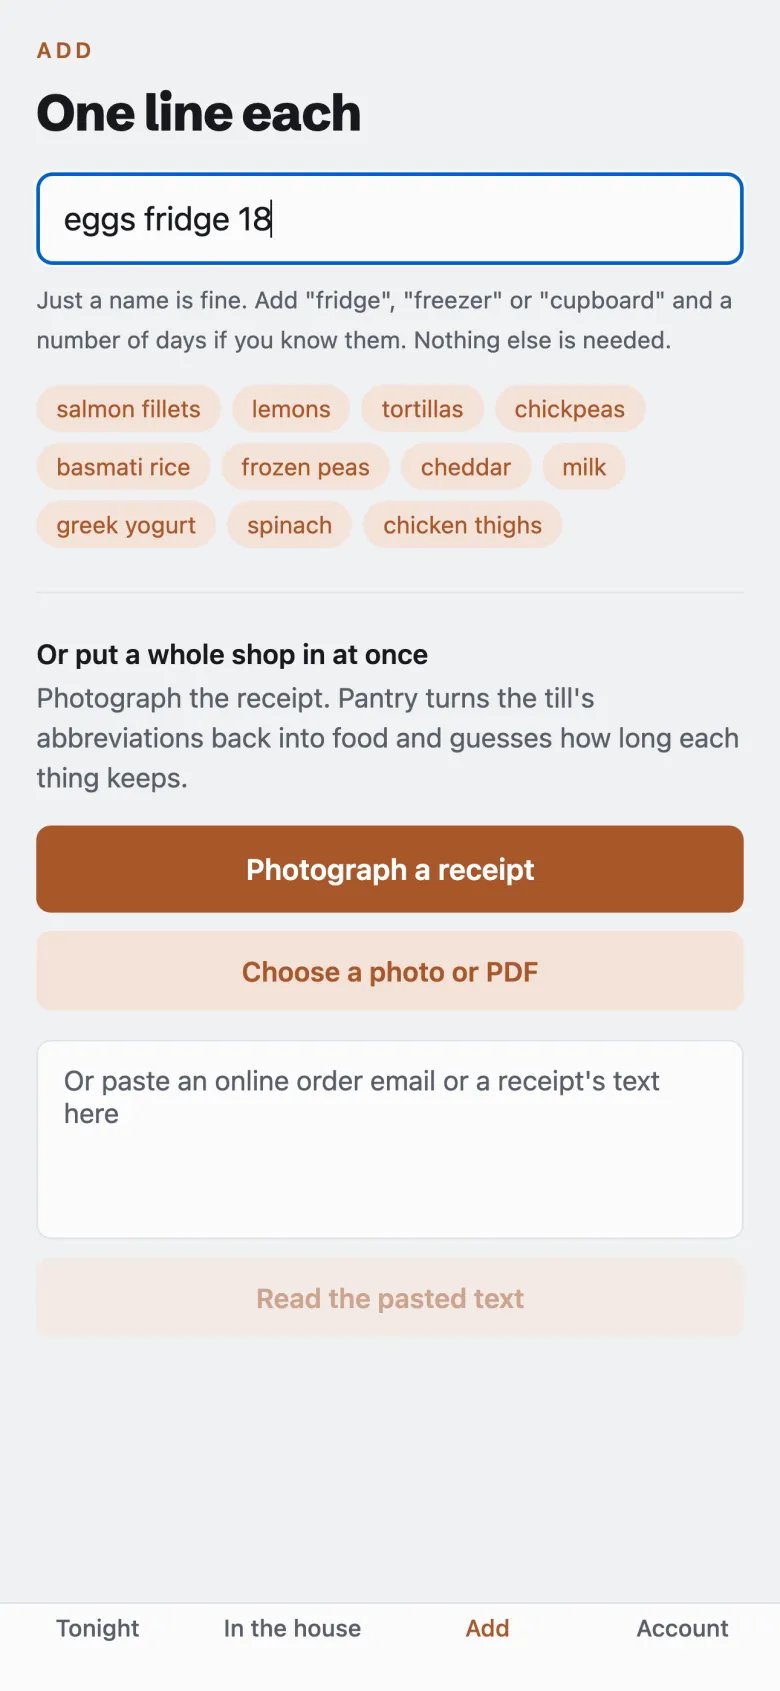 ADD
One line each
eggs fridge 18
Just a name is fine. Add "fridge", "freezer" or "cupboard" and a
number of days if you know them. Nothing else is needed.
salmon fillets lemons tortillas chickpeas
basmati rice frozen peas cheddar milk
greek yogurt spinach chicken thighs
Or put a whole shop in at once
Photograph the receipt. Pantry turns the till's
abbreviations back into food and guesses how long each
thing keeps.
Photograph a receipt
Choose a photo or PDF
Or paste an online order email or a receipt's text
here
Read the pasted text
Tonight In the house Add Account